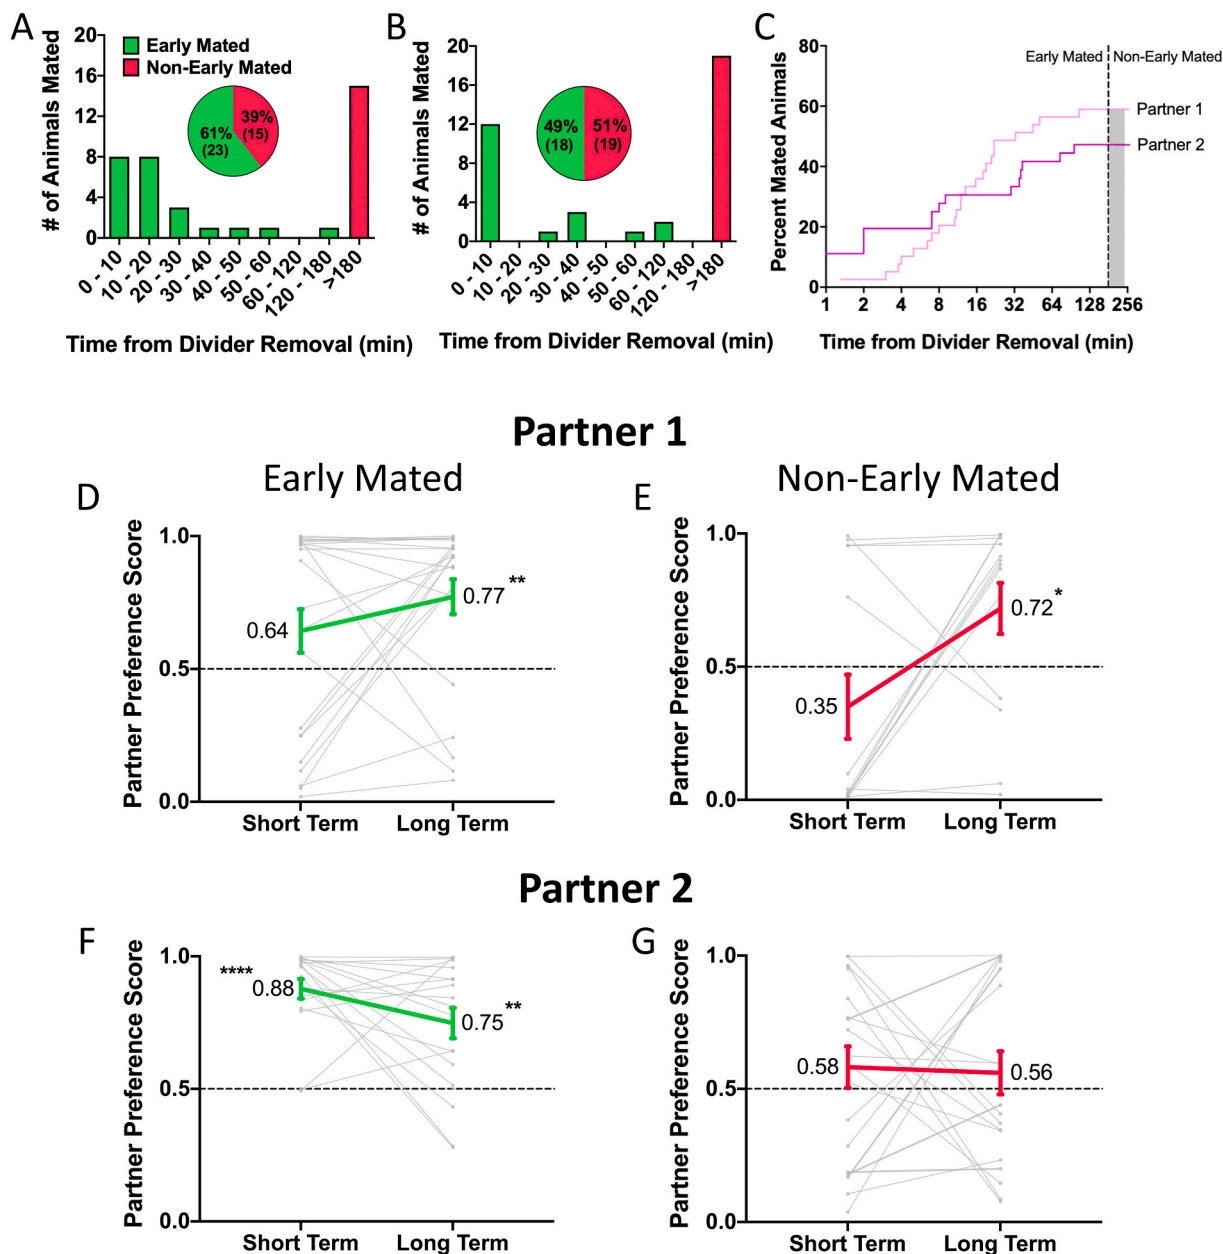 A
# of Animals Mated
20
16
12
8
4
0
Early Mated
Non-Early Mated
39%
(15)
61%
(23)
0 - 10
10 - 20
20 - 30
30 - 40
40 - 50
50 - 60
60 - 120
120 - 180
>180
Time from Divider Removal (min)
B
# of Animals Mated
20
16
12
8
4
0
49%
(18)
51%
(19)
0 - 10
10 - 20
20 - 30
30 - 40
40 - 50
50 - 60
60 - 120
120 - 180
>180
Time from Divider Removal (min)
C
Percent Mated Animals
80
60
40
20
0
Early Mated
Non-Early Mated
Partner 1
Partner 2
1 2 4 8 16 32 64 128 256
Time from Divider Removal (min)
Partner 1
Early Mated
Non-Early Mated
D
Partner Preference Score
1.0
0.5
0.0
0.64
0.77 **
Short Term Long Term
E
Partner Preference Score
1.0
0.5
0.0
0.35
0.72 *
Short Term Long Term
Partner 2
F
Partner Preference Score
1.0
0.5
0.0
**** 0.88
0.75 **
Short Term Long Term
G
Partner Preference Score
1.0
0.5
0.0
0.58
0.56
Short Term Long Term